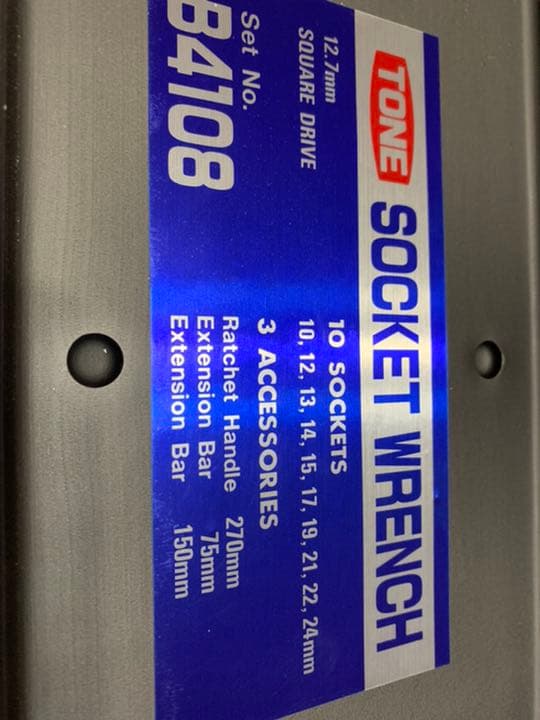 TONE SOCKET WRENCH
12.7mm
SQUARE DRIVE
Set No.
B4108
10 SOCKETS
10, 12, 13, 14, 15, 17, 19, 21, 22, 24mm
3 ACCESSORIES
Ratchet Handle 270mm
Extension Bar 75mm
Extension Bar 150mm